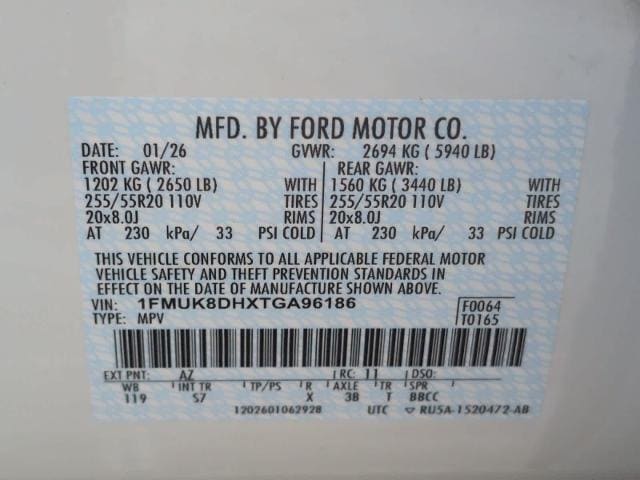 MFD. BY FORD MOTOR CO.
DATE: 01/26 GVWR: 2694 KG ( 5940 LB)
FRONT GAWR: REAR GAWR:
1202 KG ( 2650 LB) WITH 1560 KG ( 3440 LB) WITH
255/55R20 110V TIRES 255/55R20 110V TIRES
20x8.0J RIMS 20x8.0J RIMS
AT 230 kPa/ 33 PSI COLD AT 230 kPa/ 33 PSI COLD
THIS VEHICLE CONFORMS TO ALL APPLICABLE FEDERAL MOTOR
VEHICLE SAFETY AND THEFT PREVENTION STANDARDS IN
EFFECT ON THE DATE OF MANUFACTURE SHOWN ABOVE.
VIN: 1FMUK8DHXTGA96186 F0064
TYPE: MPV T0165
EXT PNT: AZ RC: 11 DSO:
WB INT TR TP/PS R AXLE TR SPR
119 S7 X 3B T BBCC
1202601062928 UTC ▽ RU5A-1520472-AB